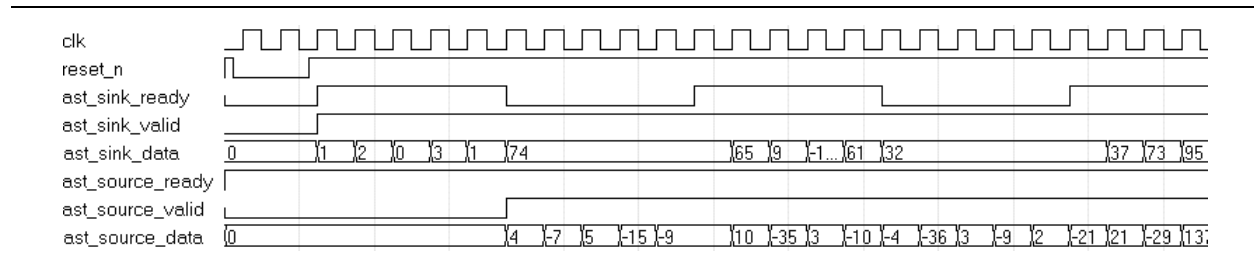 clk
reset_n
ast_sink_ready
ast_sink_valid
ast_sink_data 0 1 2 0 3 1 74 65 9 -1... 61 32 37 73 95
ast_source_ready
ast_source_valid
ast_source_data 0 4 -7 5 -15 -9 10 -35 3 -10 -4 -36 3 -9 2 -21 21 -29 137